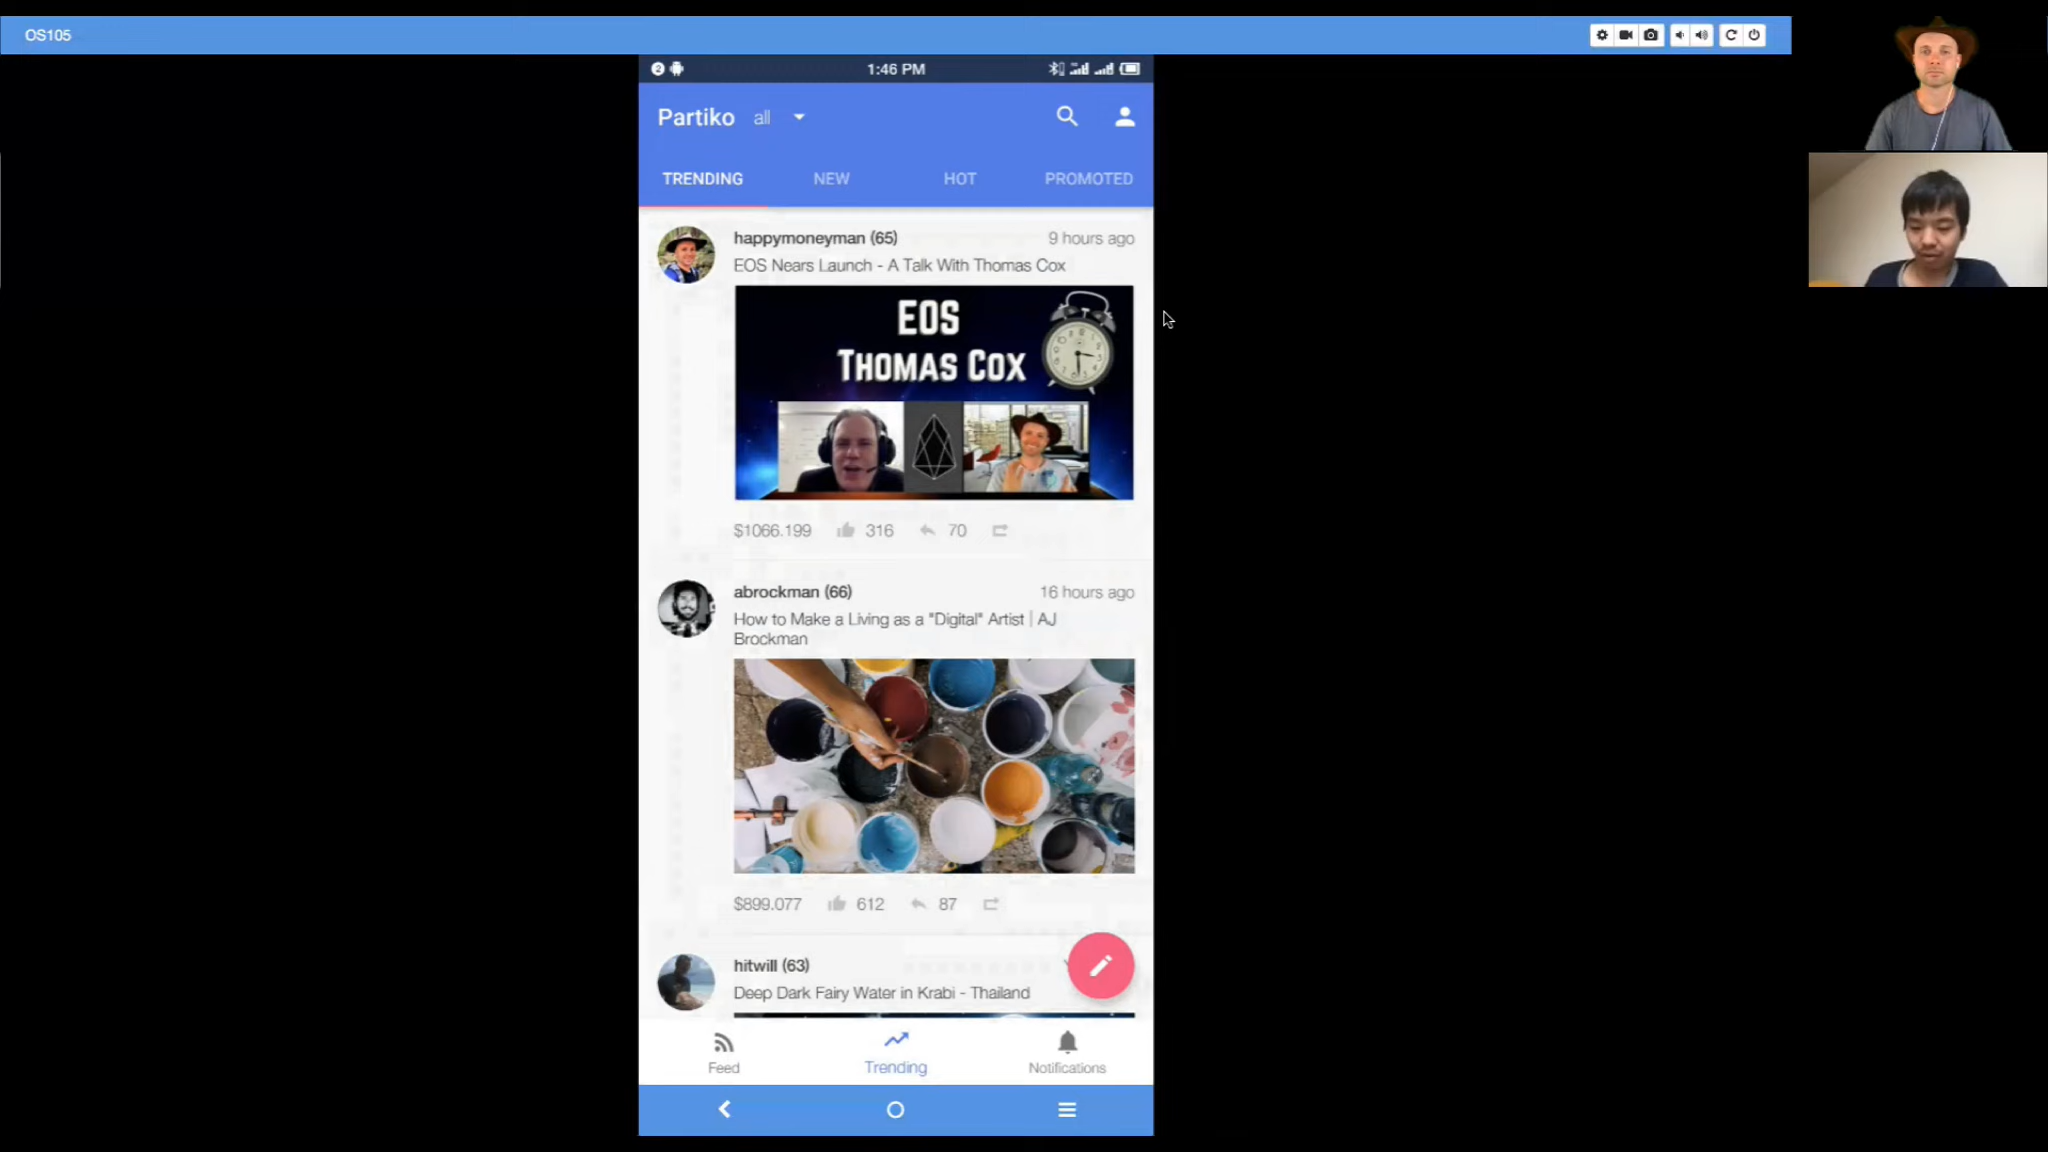 OS105
2
1:46 PM
Partiko all
TRENDING NEW HOT PROMOTED
happymoneyman (65) 9 hours ago
EOS Nears Launch - A Talk With Thomas Cox
EOS
THOMAS COX
$1066.199 316 70
abrockman (66) 16 hours ago
How to Make a Living as a "Digital" Artist | AJ
Brockman
$899.077 612 87
hitwill (63)
Deep Dark Fairy Water in Krabi - Thailand
Feed Trending Notifications